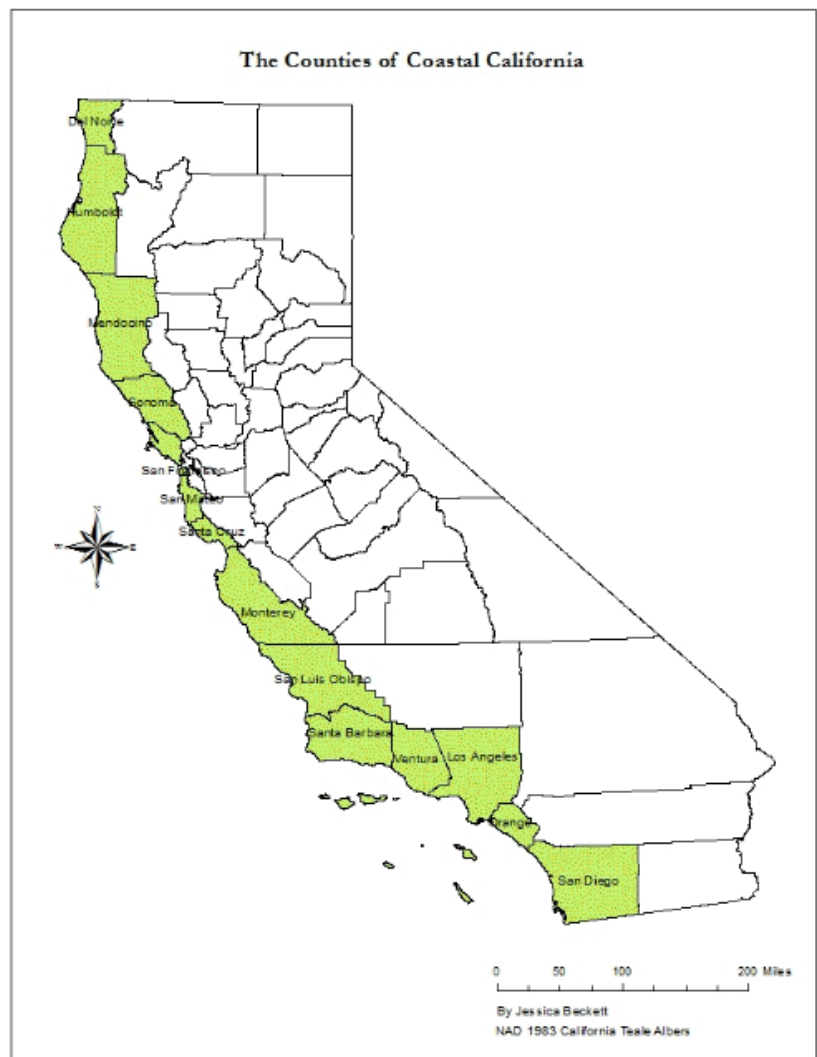 The Counties of Coastal California
Del Norte
Humboldt
Mendocino
Sonoma
San Francisco
San Mateo
Santa Cruz
N
W
E
S
Monterey
San Luis Obispo
Santa Barbara
Ventura
Los Angeles
Orange
San Diego
0 50 100 200 Miles
By Jessica Beckett
NAD 1983 California Teale Albers